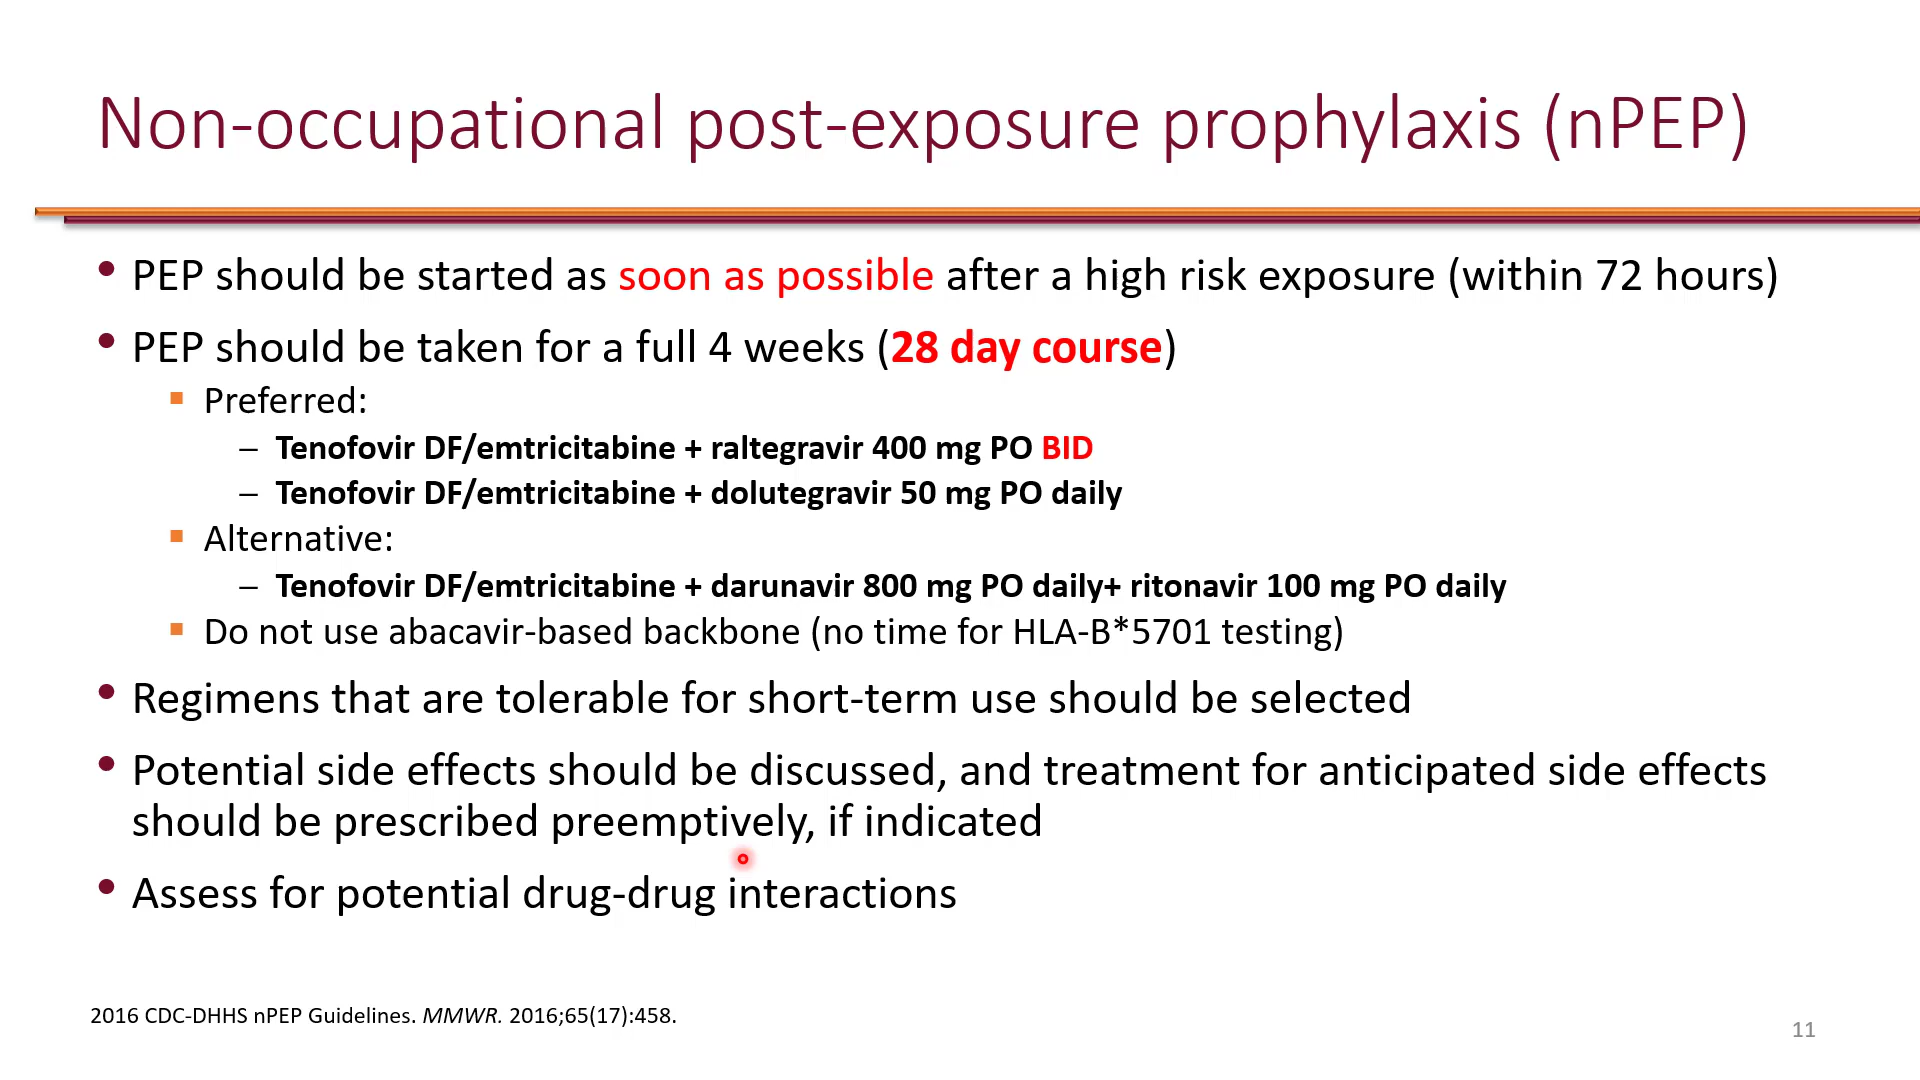 Non-occupational post-exposure prophylaxis (nPEP)
• PEP should be started as soon as possible after a high risk exposure (within 72 hours)
• PEP should be taken for a full 4 weeks (28 day course)
▪ Preferred:
– Tenofovir DF/emtricitabine + raltegravir 400 mg PO BID
– Tenofovir DF/emtricitabine + dolutegravir 50 mg PO daily
▪ Alternative:
– Tenofovir DF/emtricitabine + darunavir 800 mg PO daily+ ritonavir 100 mg PO daily
▪ Do not use abacavir-based backbone (no time for HLA-B*5701 testing)
• Regimens that are tolerable for short-term use should be selected
• Potential side effects should be discussed, and treatment for anticipated side effects
should be prescribed preemptively, if indicated
• Assess for potential drug-drug interactions
2016 CDC-DHHS nPEP Guidelines. MMWR. 2016;65(17):458.
11